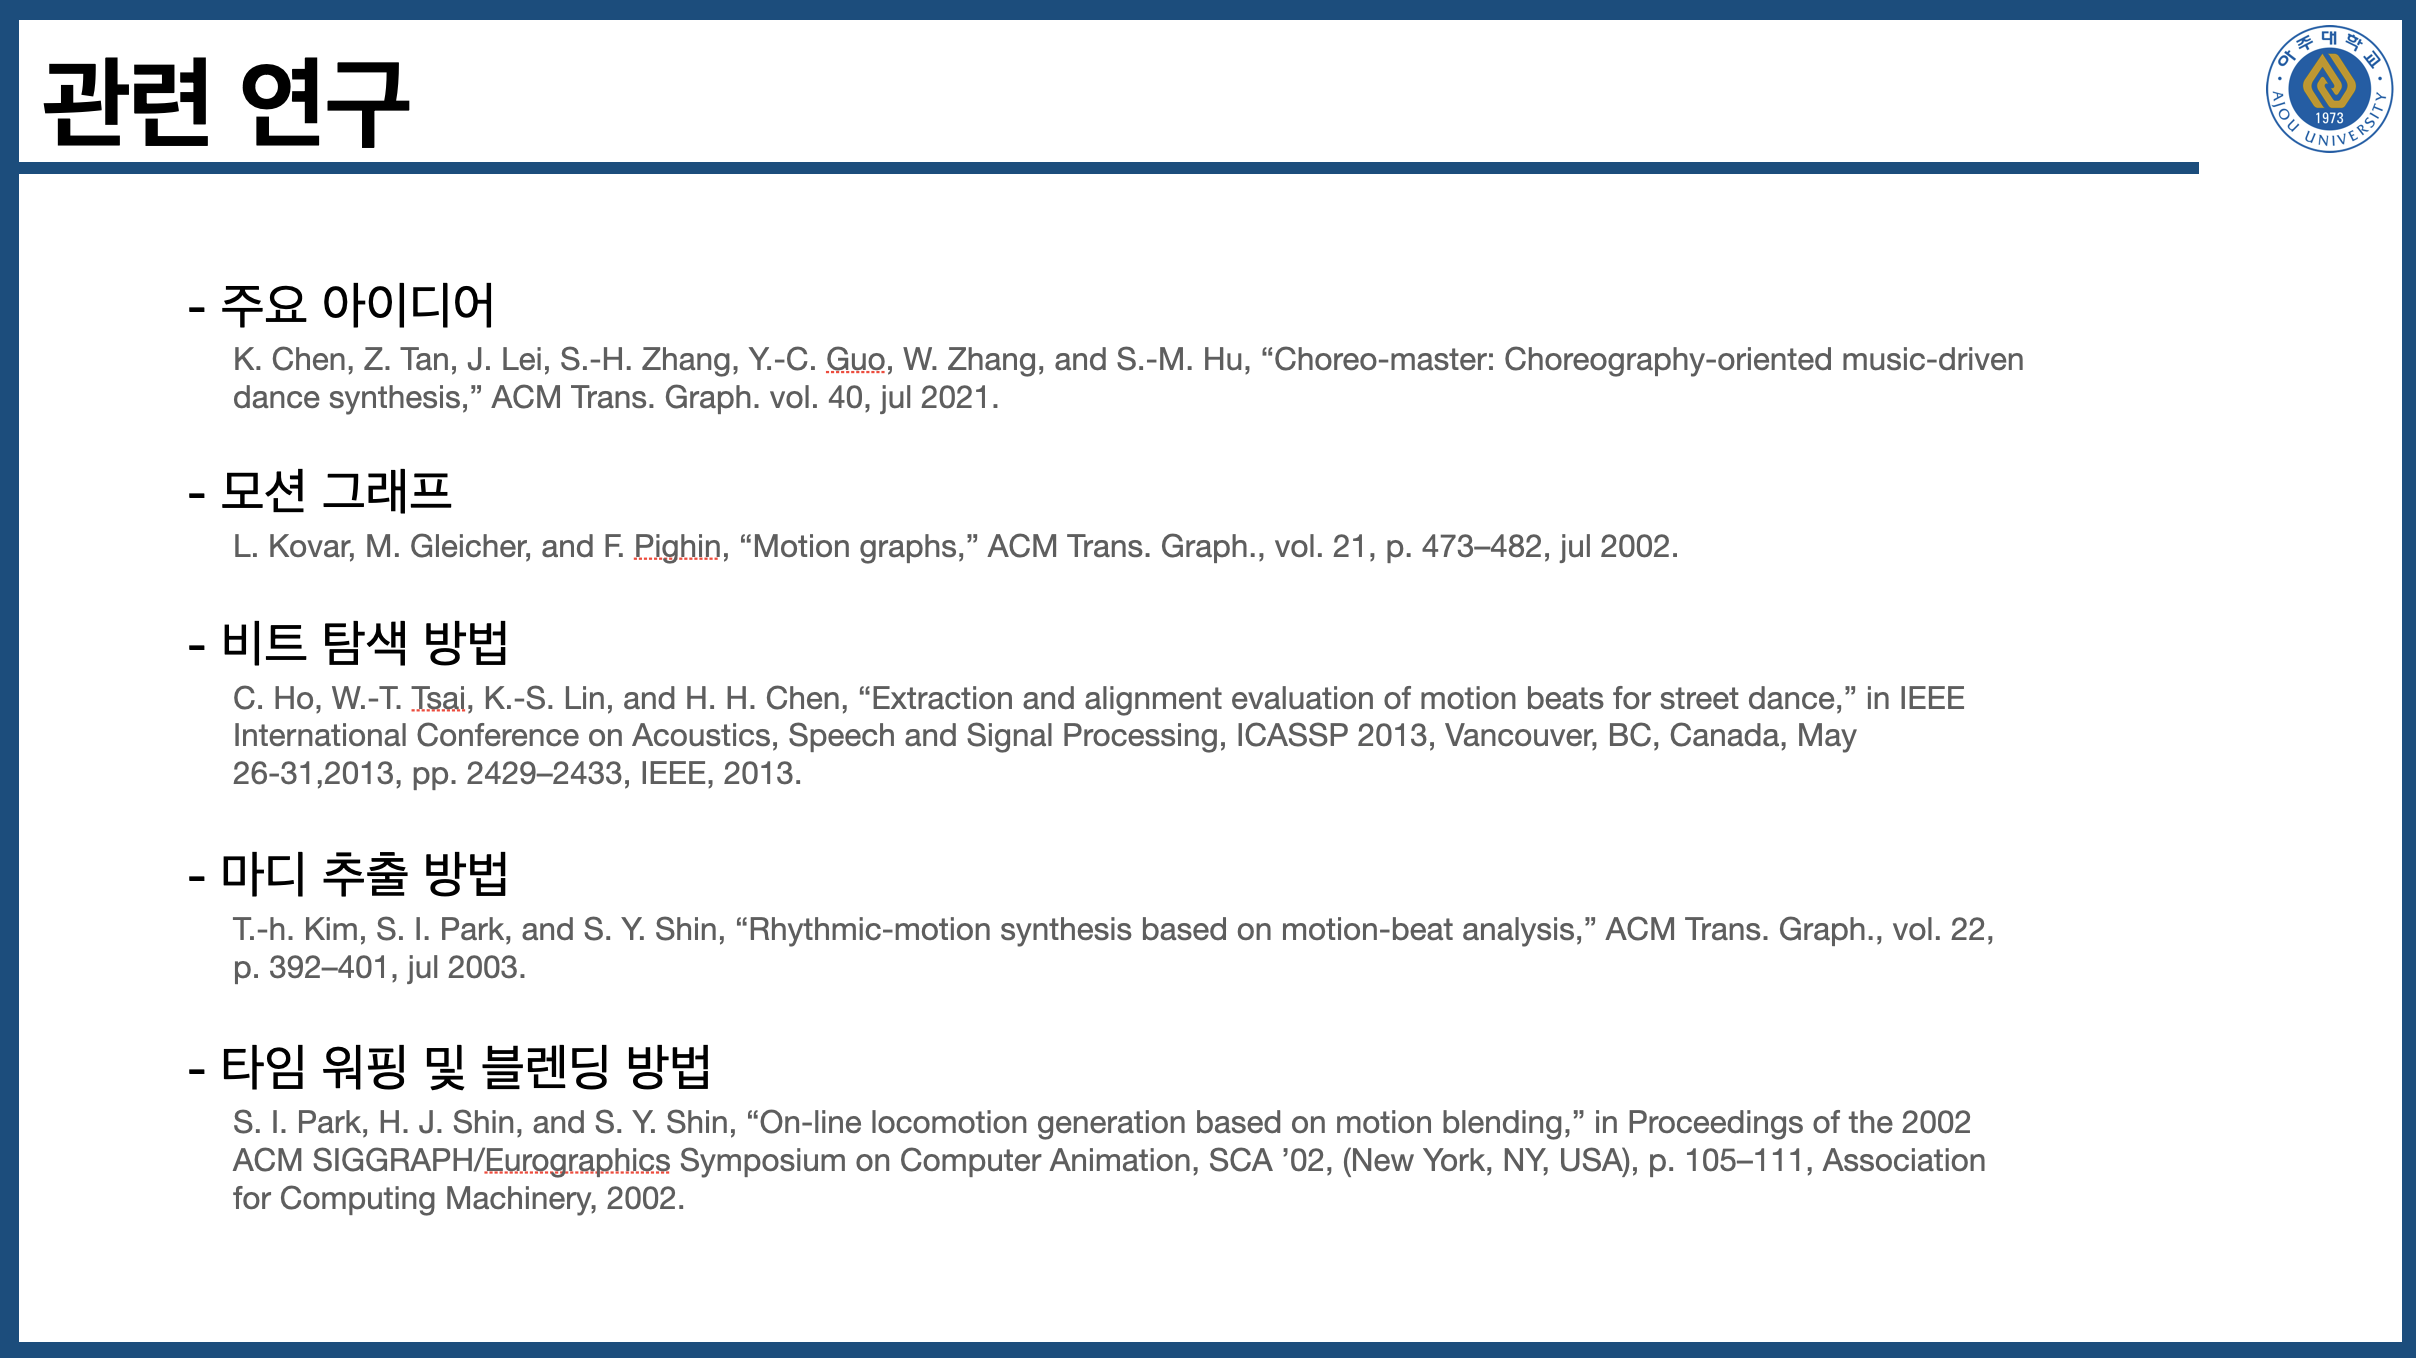 관련 연구
아주대학교
1973
AJOU UNIVERSITY
- 주요 아이디어
K. Chen, Z. Tan, J. Lei, S.-H. Zhang, Y.-C. Guo, W. Zhang, and S.-M. Hu, “Choreo-master: Choreography-oriented music-driven
dance synthesis,” ACM Trans. Graph. vol. 40, jul 2021.
- 모션 그래프
L. Kovar, M. Gleicher, and F. Pighin, “Motion graphs,” ACM Trans. Graph., vol. 21, p. 473–482, jul 2002.
- 비트 탐색 방법
C. Ho, W.-T. Tsai, K.-S. Lin, and H. H. Chen, “Extraction and alignment evaluation of motion beats for street dance,” in IEEE
International Conference on Acoustics, Speech and Signal Processing, ICASSP 2013, Vancouver, BC, Canada, May
26-31,2013, pp. 2429–2433, IEEE, 2013.
- 마디 추출 방법
T.-h. Kim, S. I. Park, and S. Y. Shin, “Rhythmic-motion synthesis based on motion-beat analysis,” ACM Trans. Graph., vol. 22,
p. 392–401, jul 2003.
- 타임 워핑 및 블렌딩 방법
S. I. Park, H. J. Shin, and S. Y. Shin, “On-line locomotion generation based on motion blending,” in Proceedings of the 2002
ACM SIGGRAPH/Eurographics Symposium on Computer Animation, SCA ’02, (New York, NY, USA), p. 105–111, Association
for Computing Machinery, 2002.